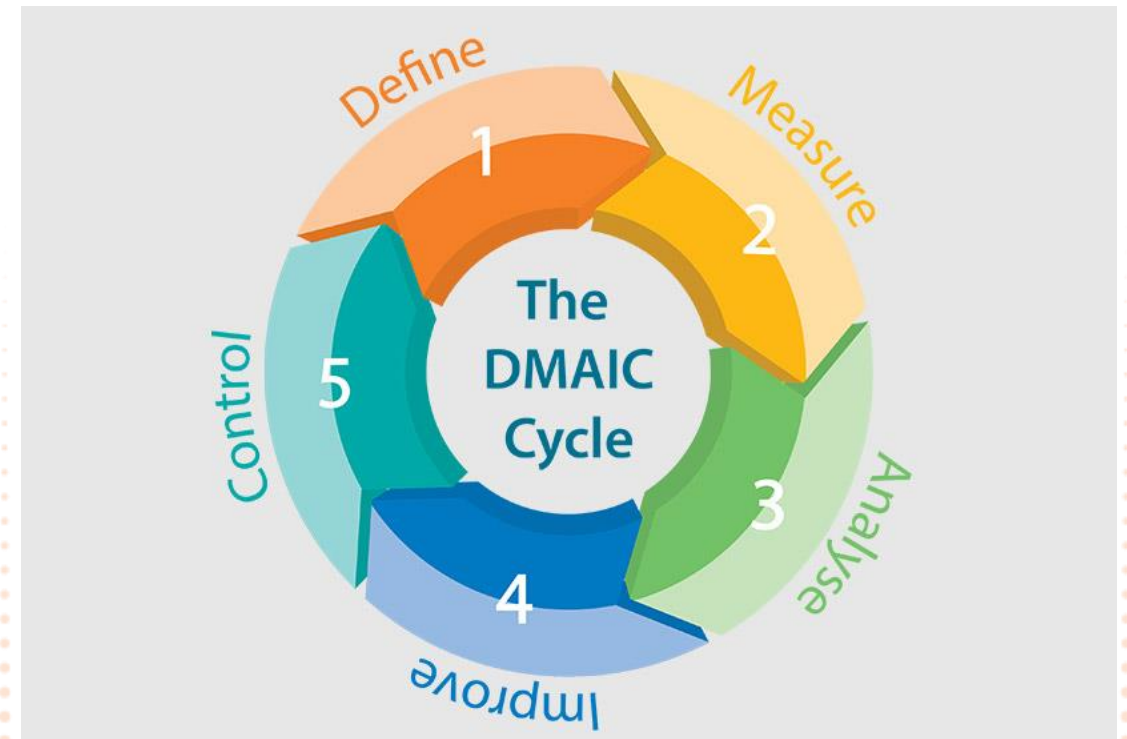 Define
1
Measure
2
Analyse
3
Improve
4
Control
5
The
DMAIC
Cycle